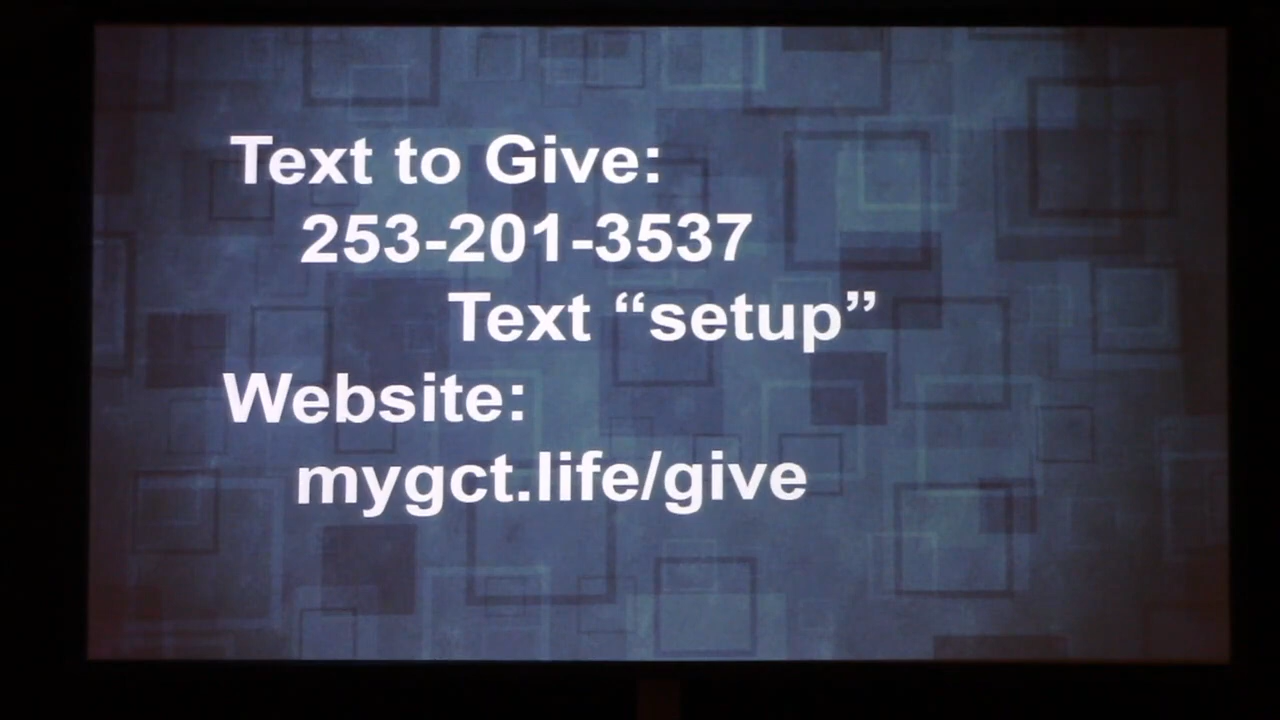 Text to Give:
253-201-3537
Text “setup”
Website:
mygct.life/give